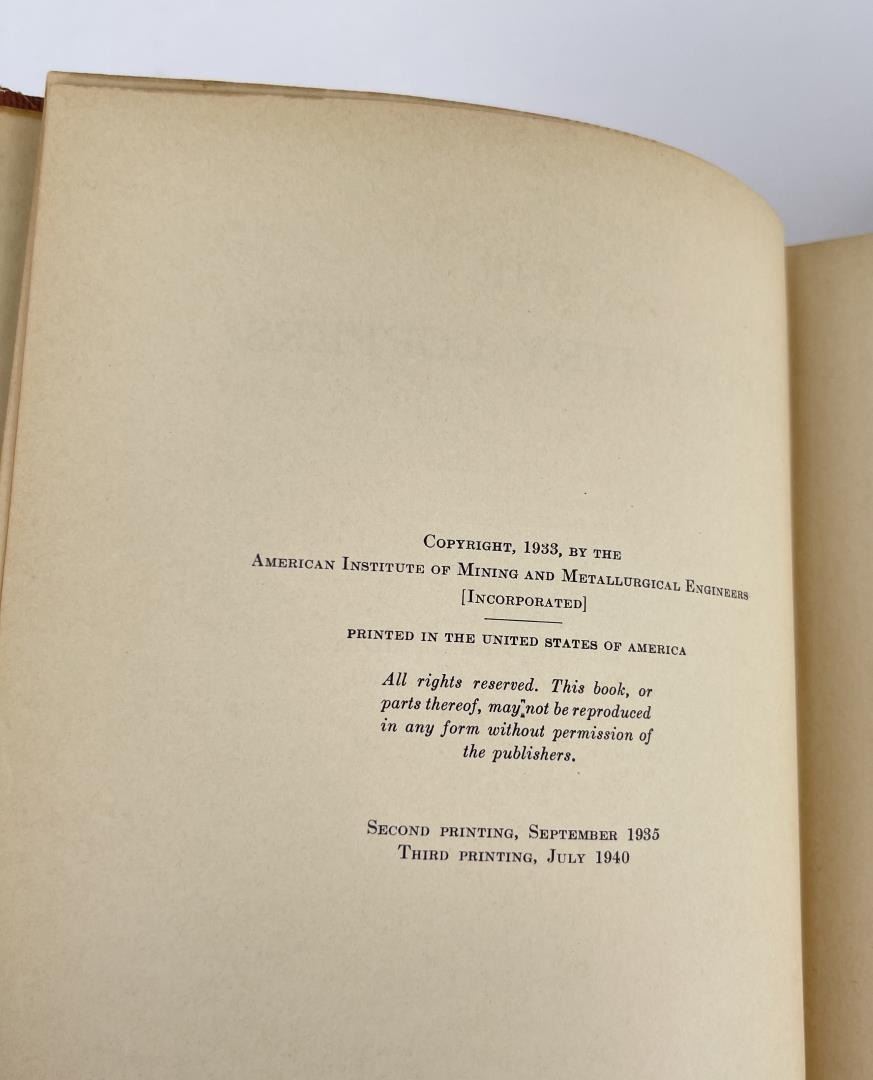 Copyright, 1933, by the
American Institute of Mining and Metallurgical Engineers
[Incorporated]
PRINTED IN THE UNITED STATES OF AMERICA
All rights reserved. This book, or
parts thereof, may not be reproduced
in any form without permission of
the publishers.
Second printing, September 1935
Third printing, July 1940